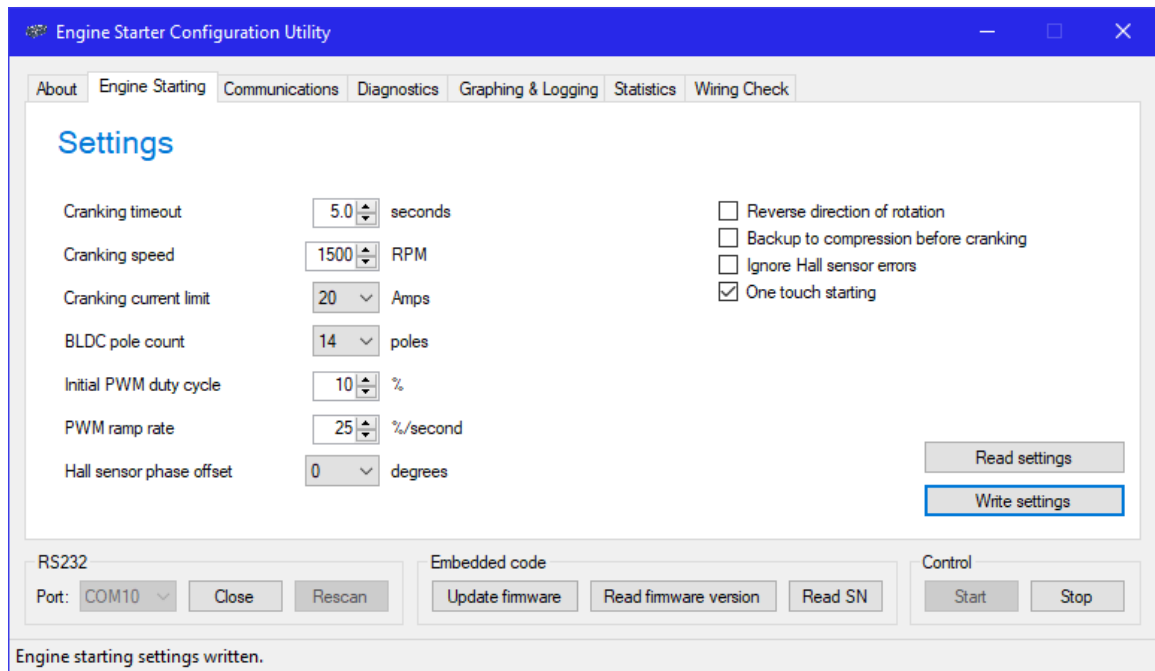 Engine Starter Configuration Utility
About Engine Starting Communications Diagnostics Graphing & Logging Statistics Wiring Check
Settings
Cranking timeout 5.0 seconds
Cranking speed 1500 RPM
Cranking current limit 20 Amps
BLDC pole count 14 poles
Initial PWM duty cycle 10 %
PWM ramp rate 25 %/second
Hall sensor phase offset 0 degrees
Reverse direction of rotation
Backup to compression before cranking
Ignore Hall sensor errors
One touch starting
Read settings
Write settings
RS232
Port: COM10 Close Rescan
Embedded code
Update firmware Read firmware version Read SN
Control
Start Stop
Engine starting settings written.